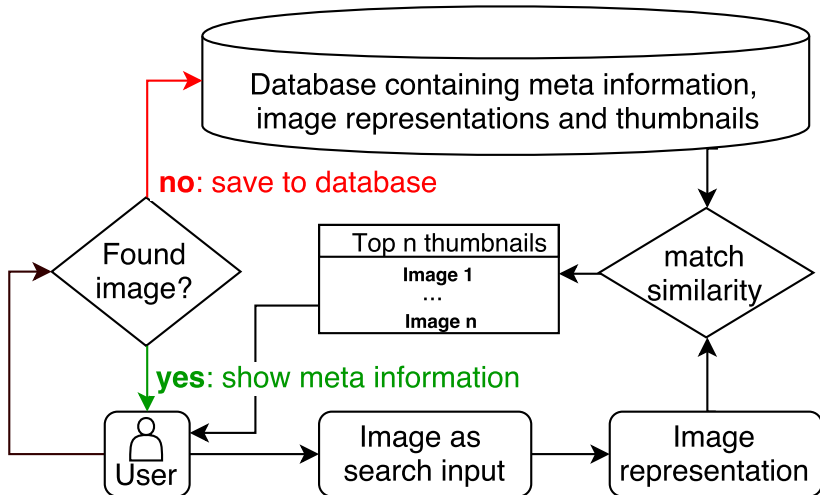 Database containing meta information,
image representations and thumbnails
no: save to database
Found
image?
Top n thumbnails
Image 1
...
Image n
match
similarity
yes: show meta information
User
Image as
search input
Image
representation